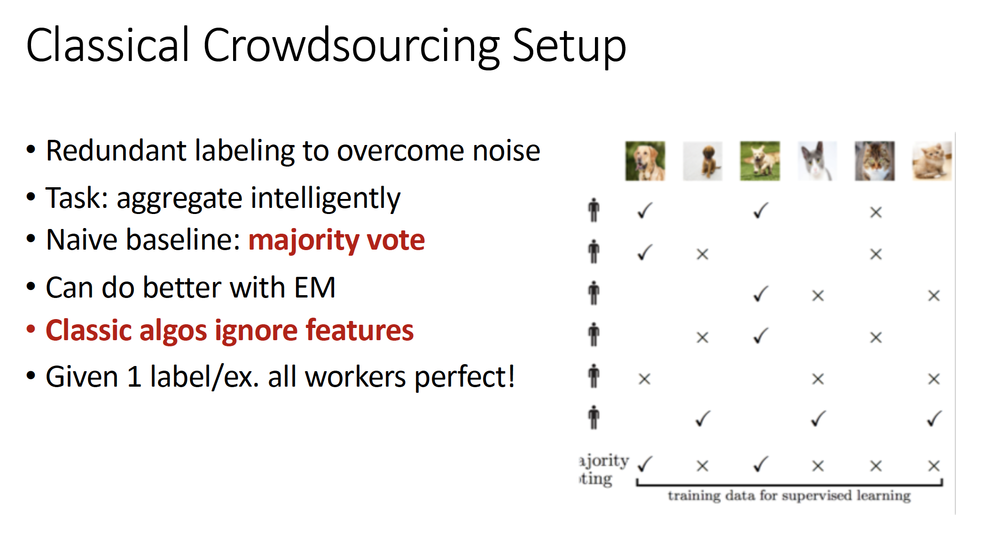 Classical Crowdsourcing Setup
• Redundant labeling to overcome noise
• Task: aggregate intelligently
• Naive baseline: majority vote
• Can do better with EM
• Classic algos ignore features
• Given 1 label/ex. all workers perfect!
✓ ✓ ×
✓ × ×
✓ × ×
× ✓ ×
× × ×
✓ ✓ ✓
ajority ✓ × ✓ × × ×
ting
training data for supervised learning